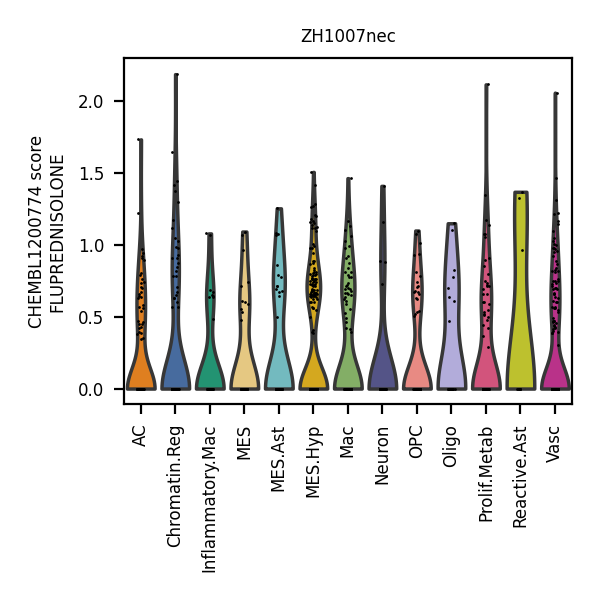 ZH1007nec
CHEMBL1200774 score
FLUPREDNISOLONE
2.0
1.5
1.0
0.5
0.0
AC
Chromatin.Reg
Inflammatory.Mac
MES
MES.Ast
MES.Hyp
Mac
Neuron
OPC
Oligo
Prolif.Metab
Reactive.Ast
Vasc